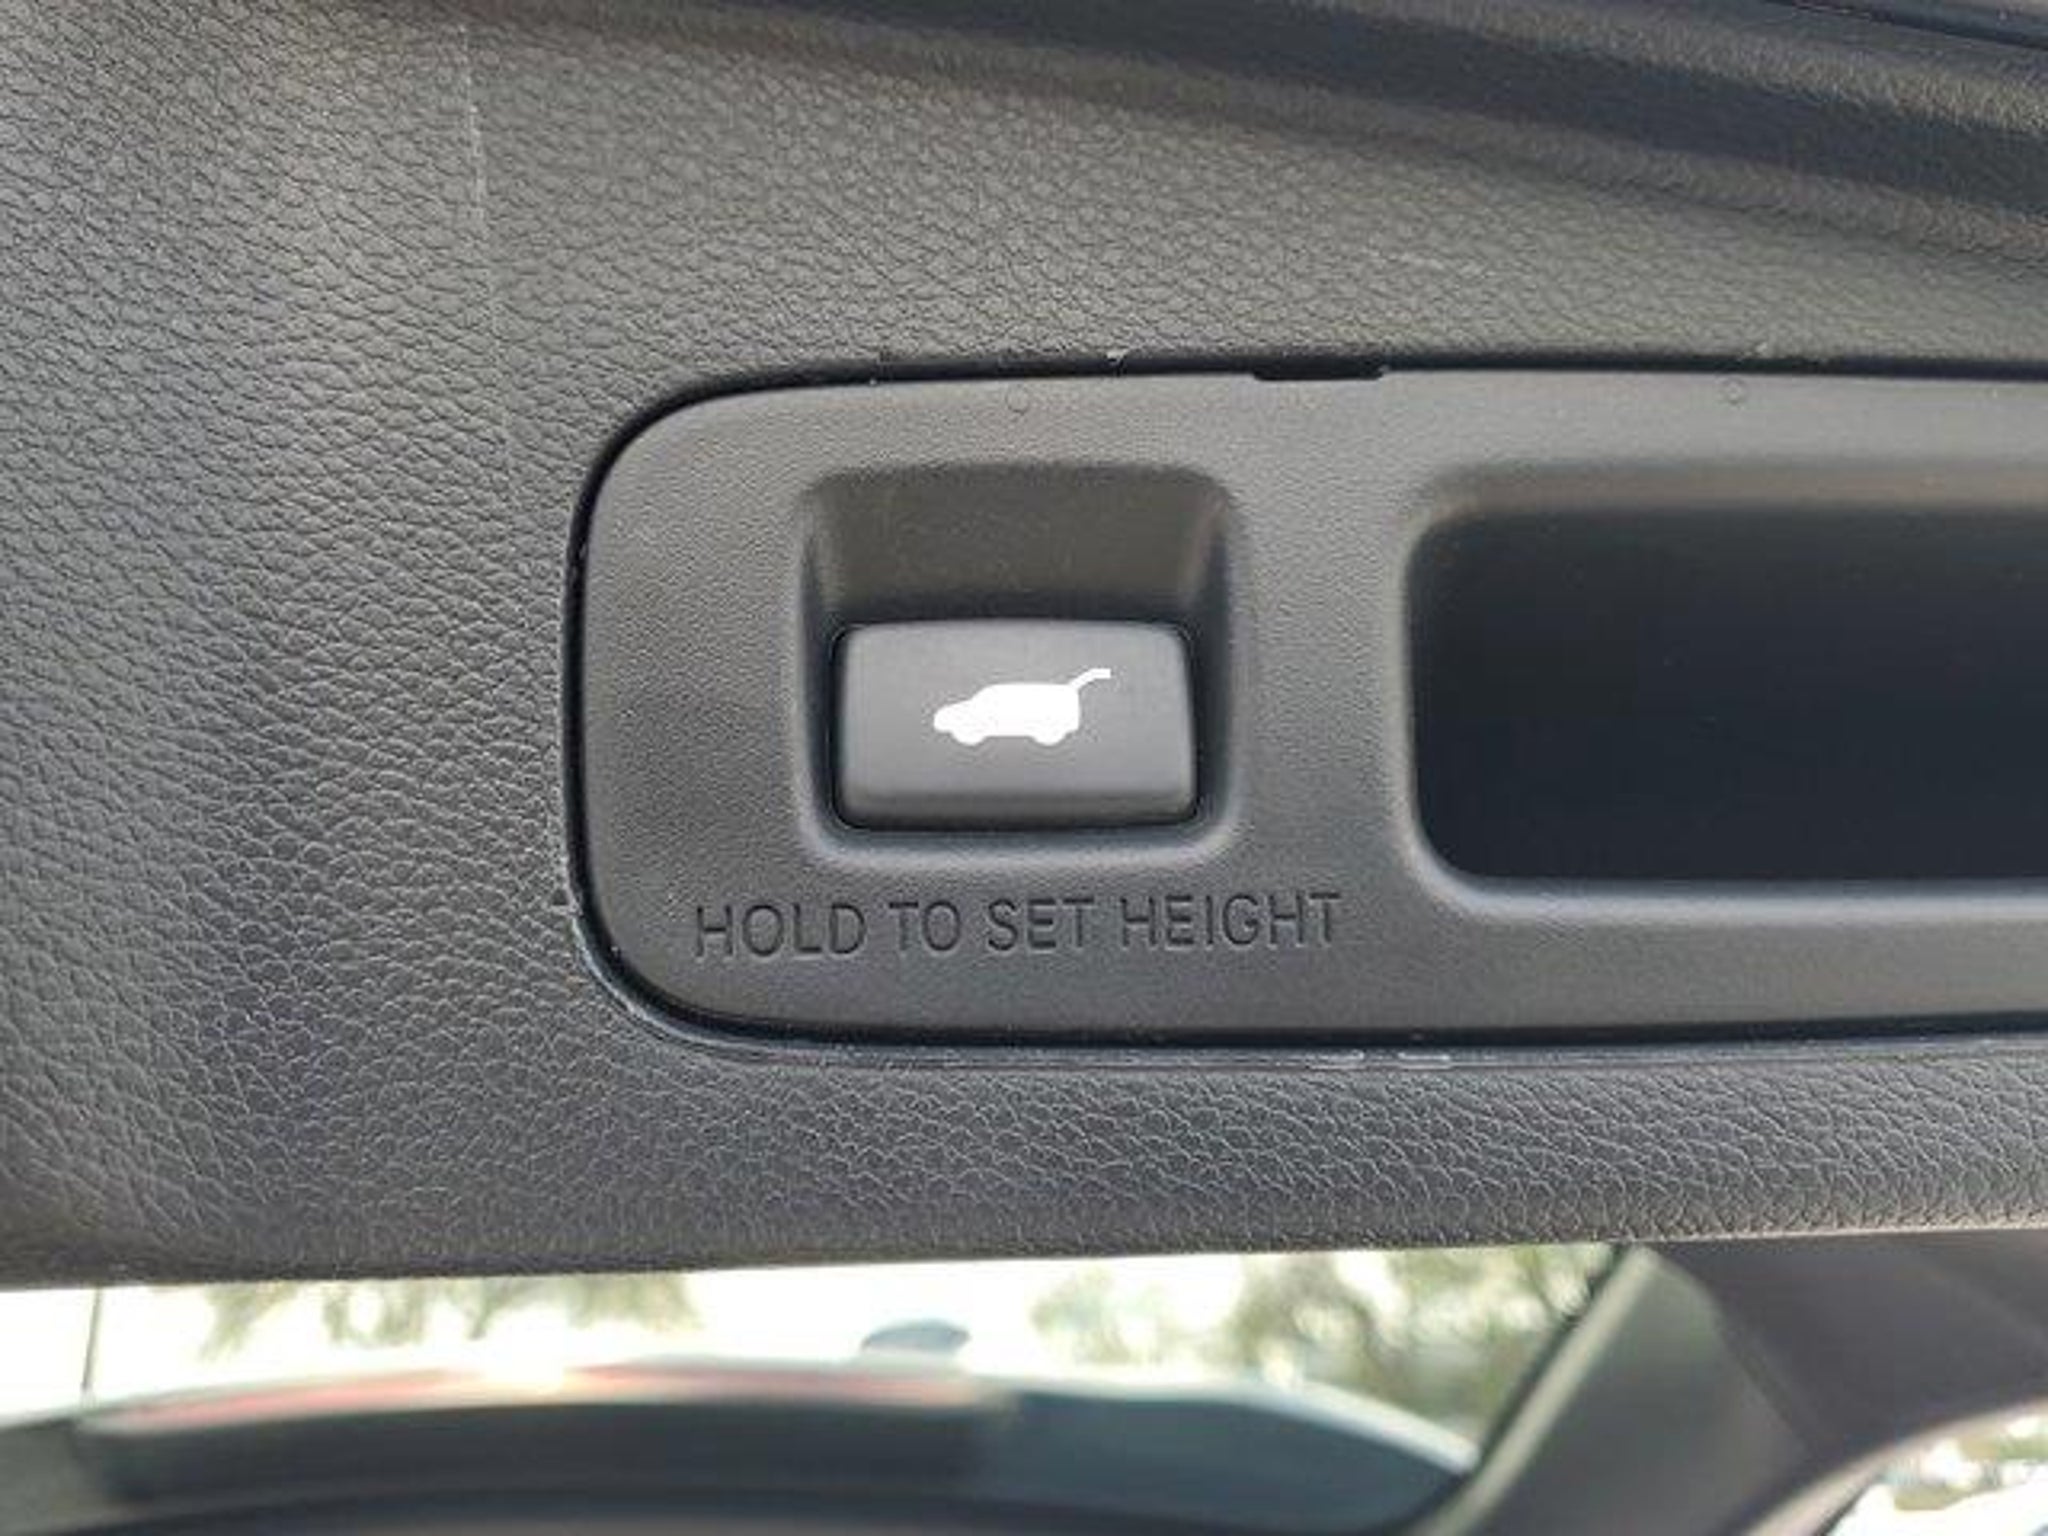 HOLD TO SET HEIGHT